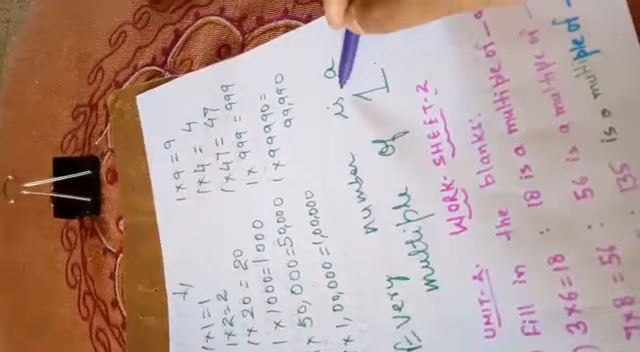 1×1=1
1×2=2
1×20=20
1×1000=1000
1×50,000=50,000
1×1,00,000=1,00,000
1×9=9
1×4=4
1×47=47
1×999=999
1×99990=
99,990
Every number is a
multiple of 1
WORK-SHEET-2
UNIT-2.
Fill in the blanks:
3×6=18 : 18 is a multiple of
7×8=56 : 56 is a multiple of
135 is a multiple of